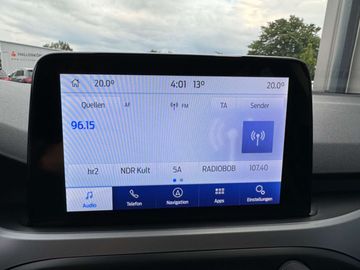 20.0° 4:01 13° 20.0°
Quellen AF FM TA Sender
96.15
hr2 NDR Kult 5A RADIOBOB 107.40
Audio Telefon Navigation Apps Einstellungen